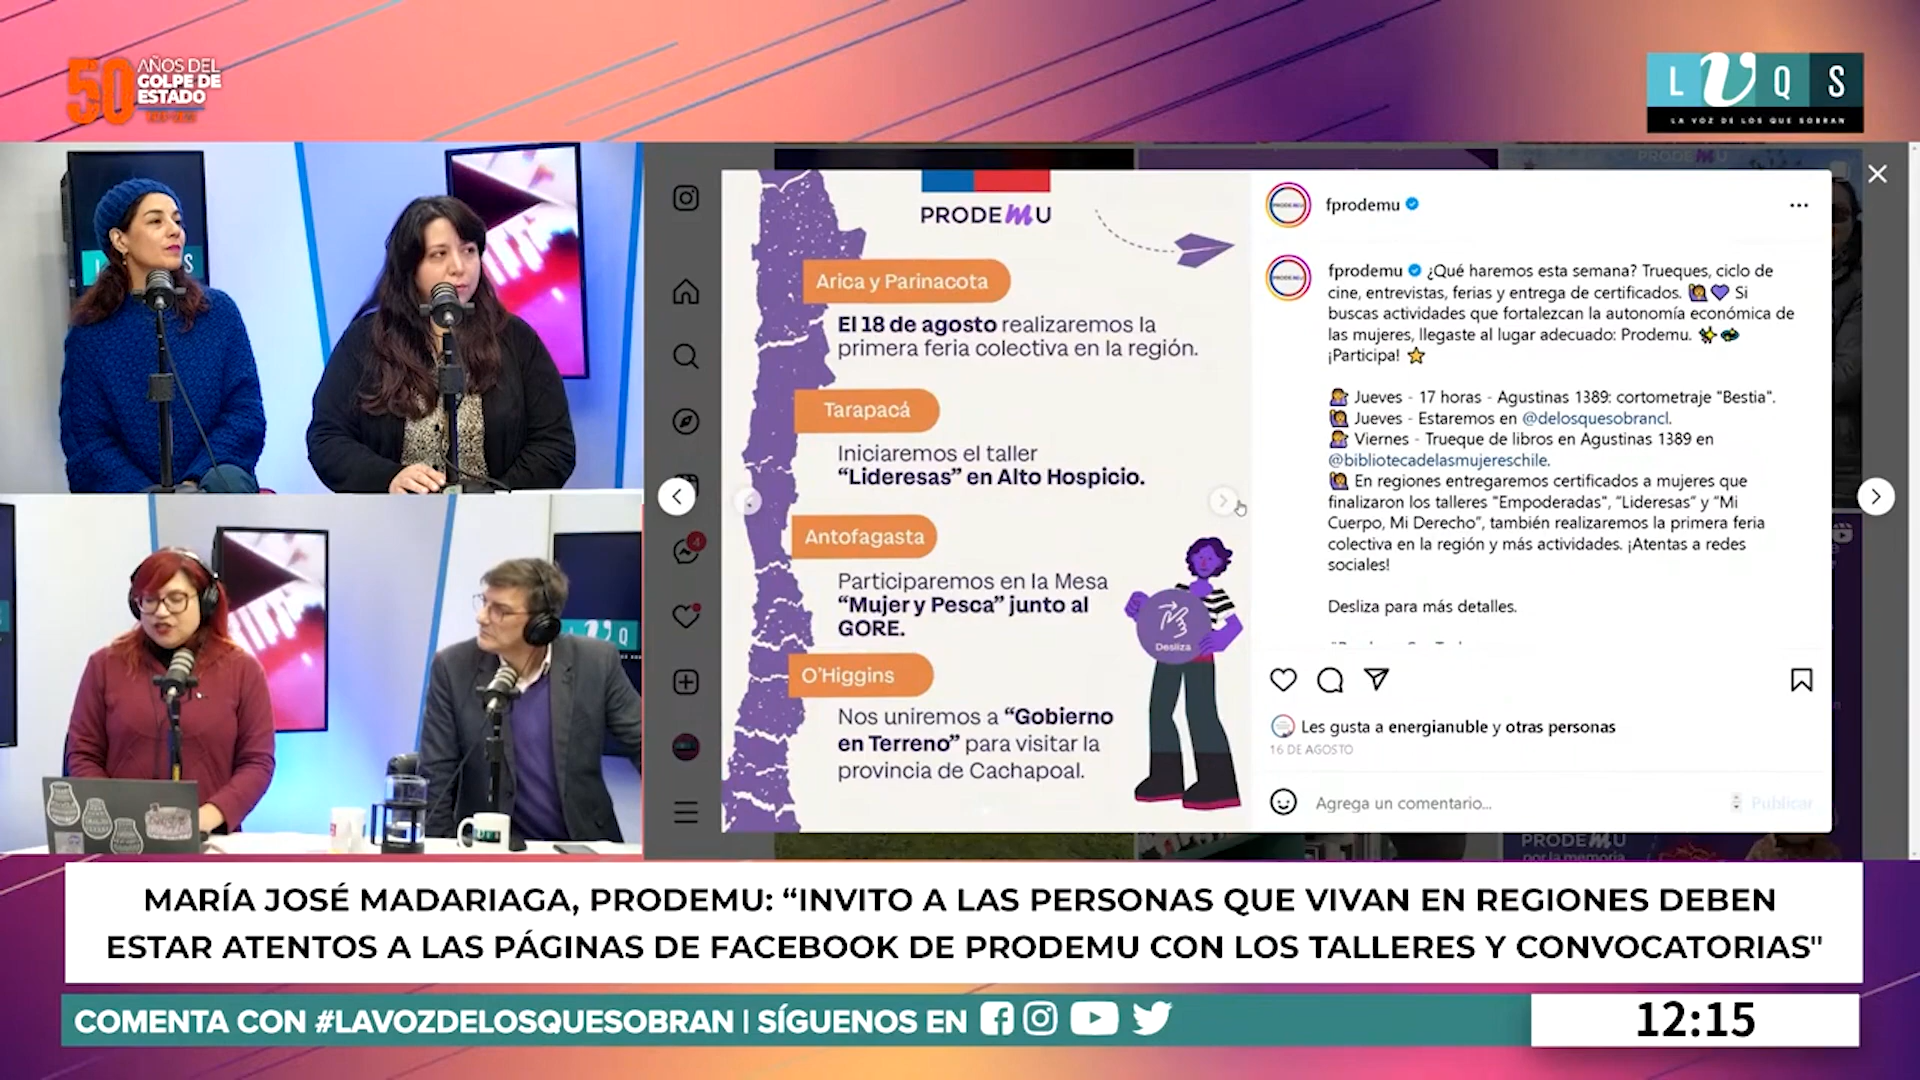 50 AÑOS DEL
GOLPE DE
ESTADO
L V Q S
LA VOZ DE LOS QUE SOBRAN
PRODEMU
PRODEMU
Arica y Parinacota
El 18 de agosto realizaremos la
primera feria colectiva en la región.
Tarapacá
Iniciaremos el taller
“Lideresas” en Alto Hospicio.
Antofagasta
Participaremos en la Mesa
“Mujer y Pesca” junto al
GORE.
O’Higgins
Nos uniremos a “Gobierno
en Terreno” para visitar la
provincia de Cachapoal.
Desliza
4
fprodemu
fprodemu ¿Qué haremos esta semana? Trueques, ciclo de
cine, entrevistas, ferias y entrega de certificados. 🙋💜 Si
buscas actividades que fortalezcan la autonomía económica de
las mujeres, llegaste al lugar adecuado: Prodemu.
¡Participa!
Jueves - 17 horas - Agustinas 1389: cortometraje "Bestia".
Jueves - Estaremos en @delosquesobrancl.
Viernes - Trueque de libros en Agustinas 1389 en
@bibliotecadelasmujereschile.
En regiones entregaremos certificados a mujeres que
finalizaron los talleres "Empoderadas", "Lideresas" y "Mi
Cuerpo, Mi Derecho", también realizaremos la primera feria
colectiva en la región y más actividades. ¡Atentas a redes
sociales!
Desliza para más detalles.
Les gusta a energianuble y otras personas
16 DE AGOSTO
Agrega un comentario...
Publicar
PRODEMU
por la memoria
MARÍA JOSÉ MADARIAGA, PRODEMU: “INVITO A LAS PERSONAS QUE VIVAN EN REGIONES DEBEN
ESTAR ATENTOS A LAS PÁGINAS DE FACEBOOK DE PRODEMU CON LOS TALLERES Y CONVOCATORIAS"
COMENTA CON #LAVOZDELOSQUESOBRAN | SÍGUENOS EN
12:15